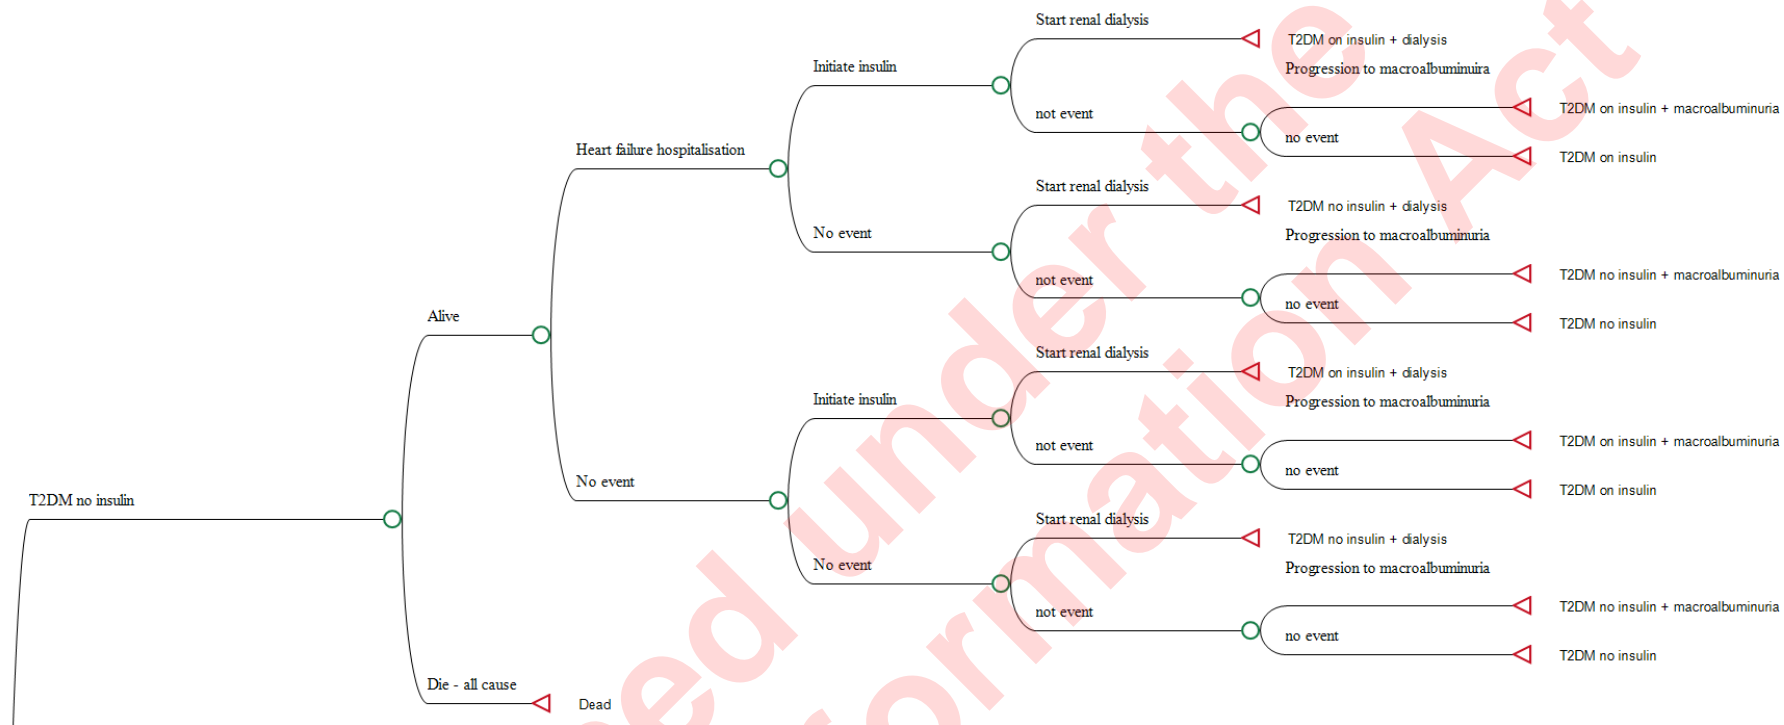 Start renal dialysis
T2DM on insulin + dialysis
Initiate insulin
Progression to macroalbuminuira
not event
T2DM on insulin + macroalbuminuria
no event
Heart failure hospitalisation
T2DM on insulin
Start renal dialysis
T2DM no insulin + dialysis
No event
Progression to macroalbuminuria
not event
T2DM no insulin + macroalbuminuria
no event
Alive
T2DM no insulin
Start renal dialysis
T2DM on insulin + dialysis
Initiate insulin
Progression to macroalbuminuria
not event
T2DM on insulin + macroalbuminuria
no event
No event
T2DM on insulin
T2DM no insulin
Start renal dialysis
T2DM no insulin + dialysis
No event
Progression to macroalbuminuria
not event
T2DM no insulin + macroalbuminuria
no event
T2DM no insulin
Die - all cause
Dead
under the
Act